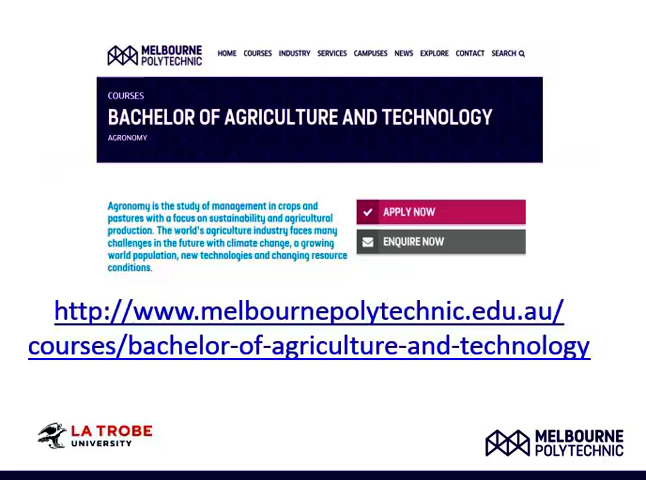 MELBOURNE
POLYTECHNIC
HOME COURSES INDUSTRY SERVICES CAMPUSES NEWS EXPLORE CONTACT SEARCH
COURSES
BACHELOR OF AGRICULTURE AND TECHNOLOGY
AGRONOMY
Agronomy is the study of management in crops and
pastures with a focus on sustainability and agricultural
production. The world's agriculture industry faces many
challenges in the future with climate change, a growing
world population, new technologies and changing resource
conditions.
APPLY NOW
ENQUIRE NOW
http://www.melbournepolytechnic.edu.au/
courses/bachelor-of-agriculture-and-technology
LA TROBE
UNIVERSITY
MELBOURNE
POLYTECHNIC